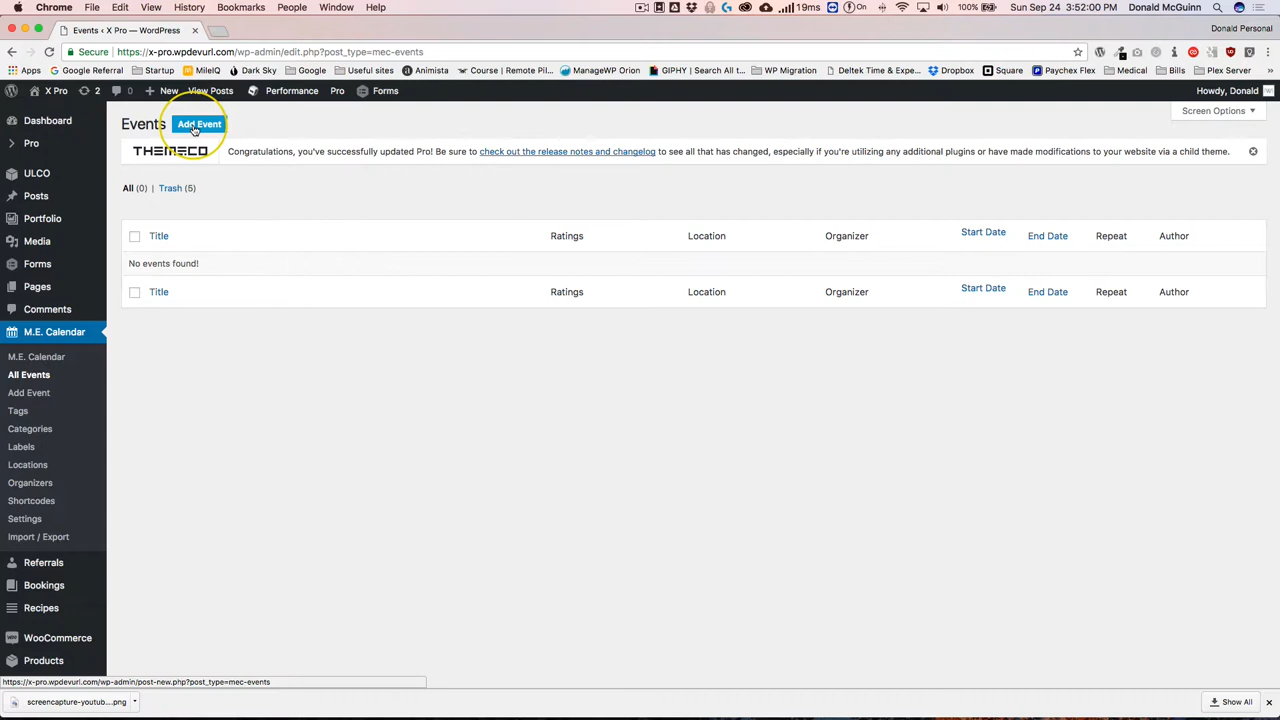 Chrome File Edit View History Bookmarks People Window Help 19ms 100% Sun Sep 24 3:52:00 PM Donald McGuinn
Events ‹ X Pro — WordPress Donald Personal
Secure https://x-pro.wpdevurl.com/wp-admin/edit.php?post_type=mec-events
Apps Google Referral Startup MileIQ Dark Sky Google Useful sites Animista Course | Remote Pil... ManageWP Orion GIPHY | Search All t... WP Migration Deltek Time & Expe... Dropbox Square Paychex Flex Medical Bills Plex Server
X Pro 2 0 New View Posts Performance Pro Forms Howdy, Donald
Screen Options
Events Add Event
THEMECO Congratulations, you've successfully updated Pro! Be sure to check out the release notes and changelog to see all that has changed, especially if you're utilizing any additional plugins or have made modifications to your website via a child theme.
All (0) | Trash (5)
Title Ratings Location Organizer Start Date End Date Repeat Author
No events found!
Title Ratings Location Organizer Start Date End Date Repeat Author
Dashboard
Pro
ULCO
Posts
Portfolio
Media
Forms
Pages
Comments
M.E. Calendar
M.E. Calendar
All Events
Add Event
Tags
Categories
Labels
Locations
Organizers
Shortcodes
Settings
Import / Export
Referrals
Bookings
Recipes
WooCommerce
Products
https://x-pro.wpdevurl.com/wp-admin/post-new.php?post_type=mec-events
screencapture-youtub....png Show All